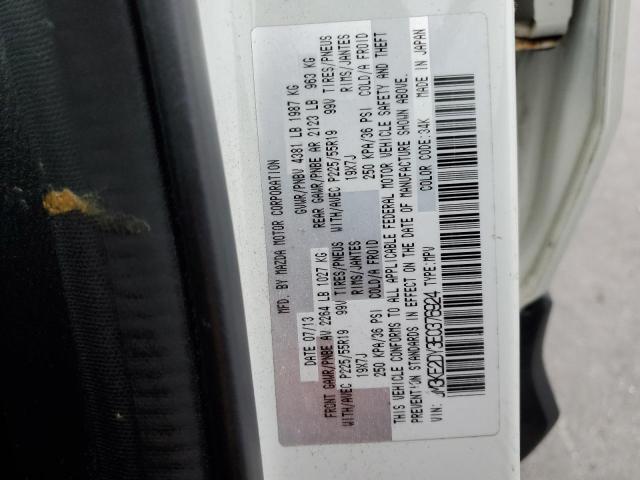 MFD. BY MAZDA MOTOR CORPORATION
DATE 07/13 GVWR/PNBV 4381 LB 1987 KG
FRONT GAWR/PNBE AV 2264 LB 1027 KG REAR GAWR/PNBE AR 2123 LB 963 KG
WITH/AVEC P225/55R19 99V TIRES/PNEUS WITH/AVEC P225/55R19 99V TIRES/PNEUS
19X7J RIMS/JANTES 19X7J RIMS/JANTES
250 KPA/36 PSI COLD/A FROID 250 KPA/36 PSI COLD/A FROID
THIS VEHICLE CONFORMS TO ALL APPLICABLE FEDERAL MOTOR VEHICLE SAFETY AND THEFT
PREVENTION STANDARDS IN EFFECT ON THE DATE OF MANUFACTURE SHOWN ABOVE.
VIN: JM3KE2DY3E0376924 TYPE: MPV COLOR CODE: 34K MADE IN JAPAN